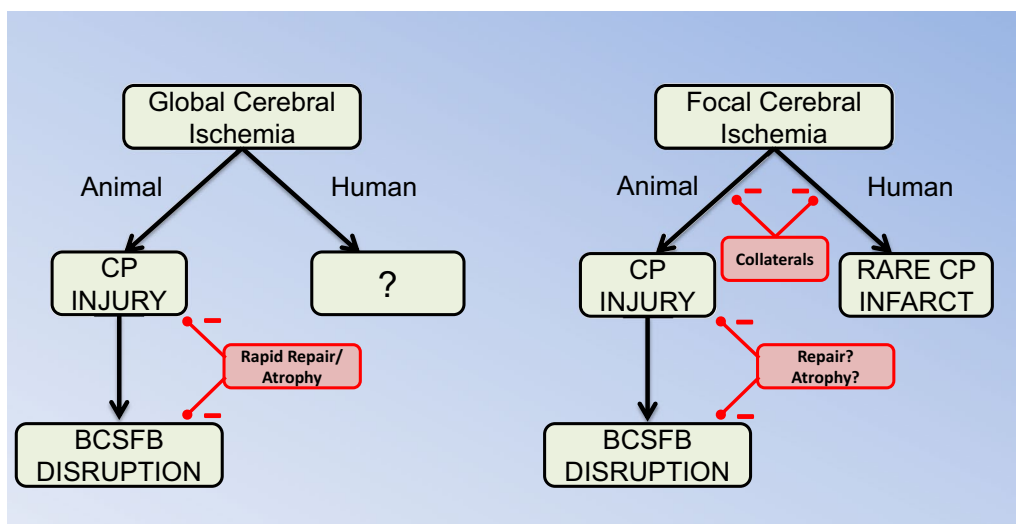 Global Cerebral
Ischemia
Animal
Human
CP
INJURY
?
–
Rapid Repair/
Atrophy
–
BCSFB
DISRUPTION
Focal Cerebral
Ischemia
Animal
Human
– –
Collaterals
CP
INJURY
RARE CP
INFARCT
–
Repair?
Atrophy?
–
BCSFB
DISRUPTION